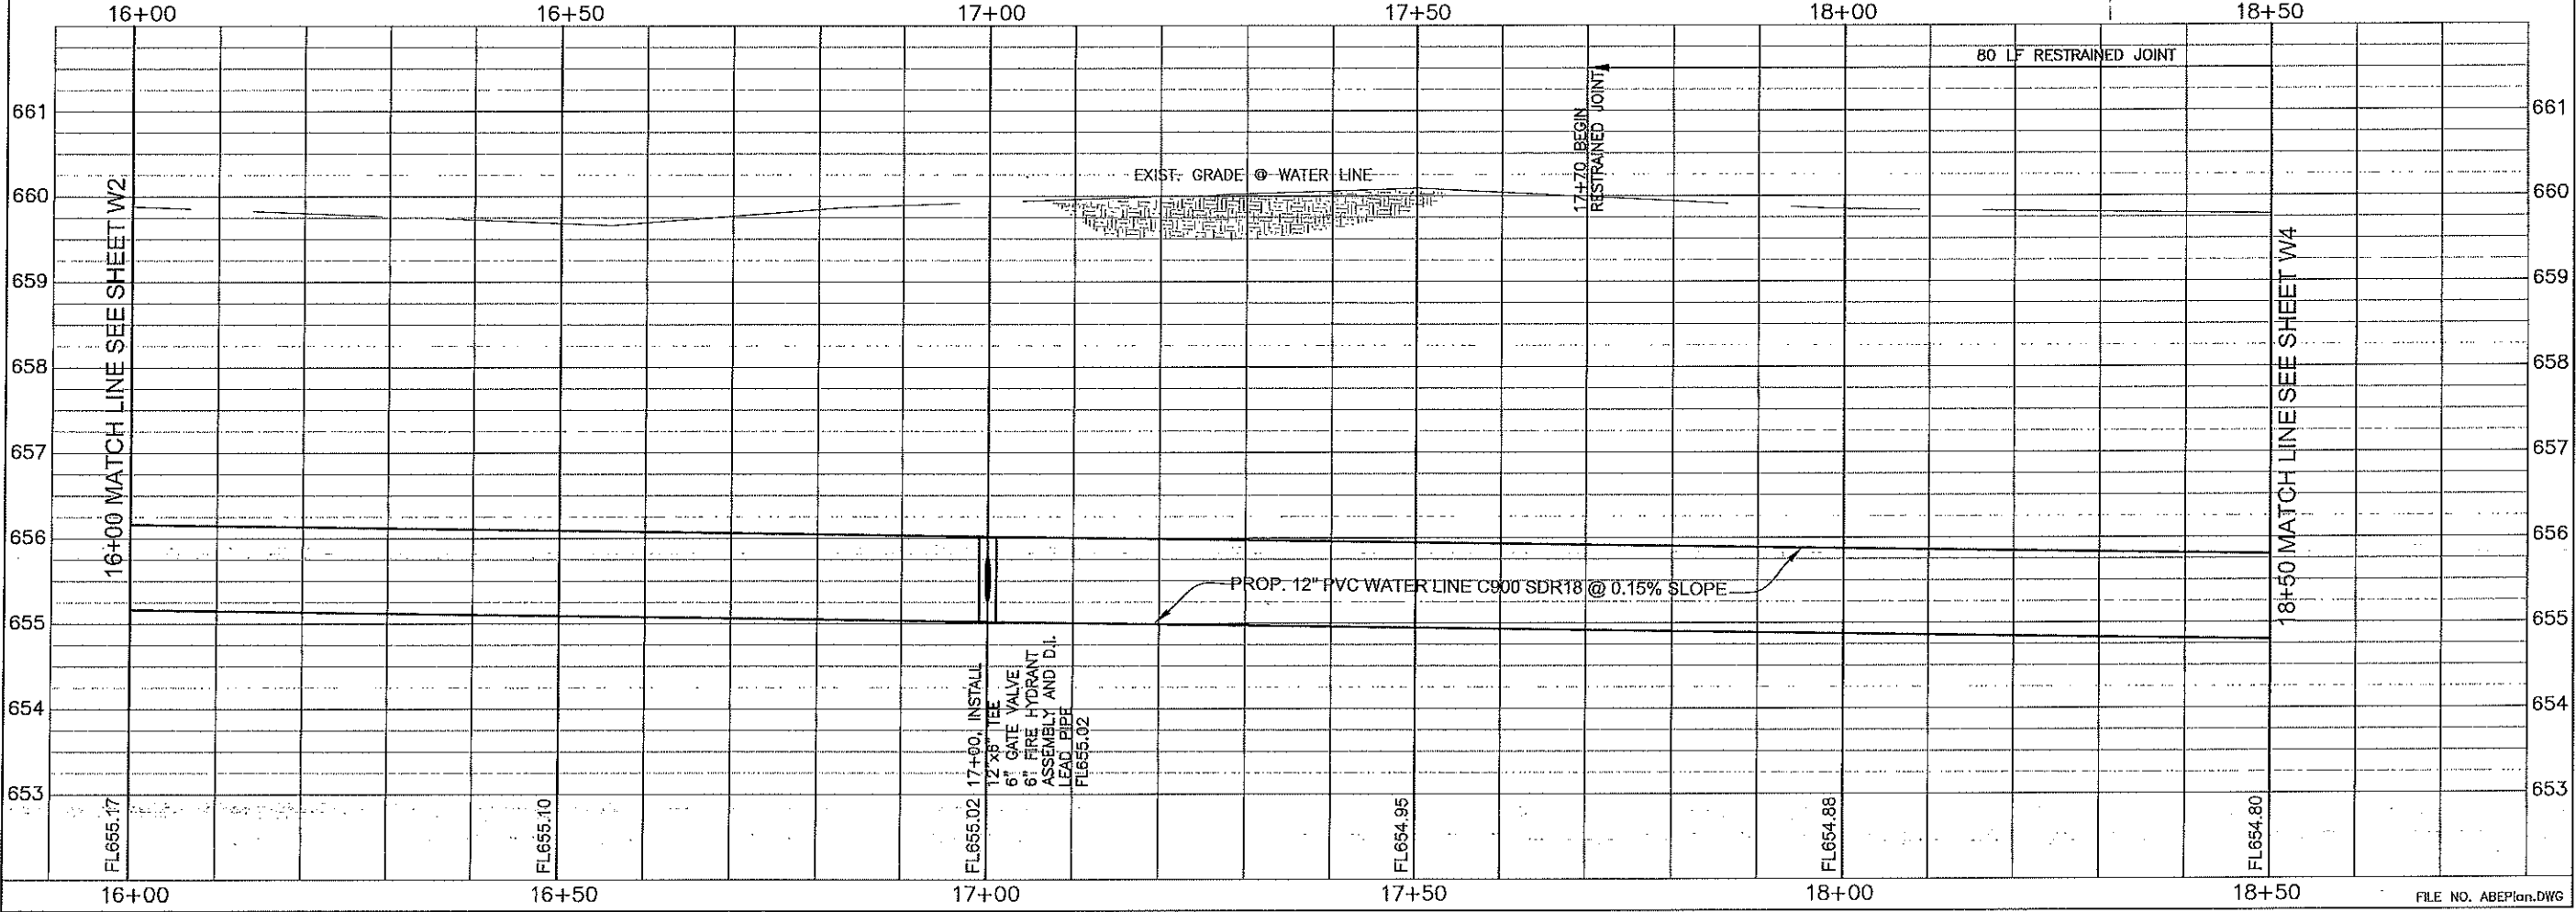 16+00 16+50 17+00 17+50 18+00 18+50
80 LF RESTRAINED JOINT
17+70 BEGIN
RESTRAINED JOINT
661 661
EXIST. GRADE @ WATER LINE
660 660
659 659
658 658
657 657
656 656
655 655
654 654
653 653
16+00 MATCH LINE SEE SHEET W2
18+50 MATCH LINE SEE SHEET W4
PROP. 12" PVC WATER LINE C900 SDR18 @ 0.15% SLOPE
17+00, INSTALL
12"x6" TEE
6" GATE VALVE
6" FIRE HYDRANT
ASSEMBLY AND D.I.
LEAD PIPE
FL655.02
FL655.17
FL655.10
FL655.02
FL654.95
FL654.88
FL654.80
16+00 16+50 17+00 17+50 18+00 18+50
FILE NO. ABEPlan.DWG